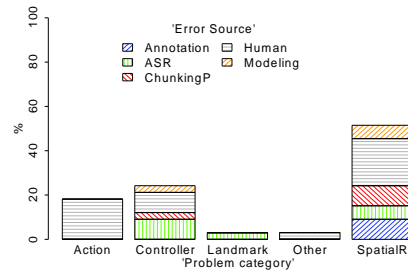 'Error Source'
Annotation Human
ASR Modeling
ChunkingP
100
80
60
40
20
0
%
Action Controller Landmark Other SpatialR
'Problem category'